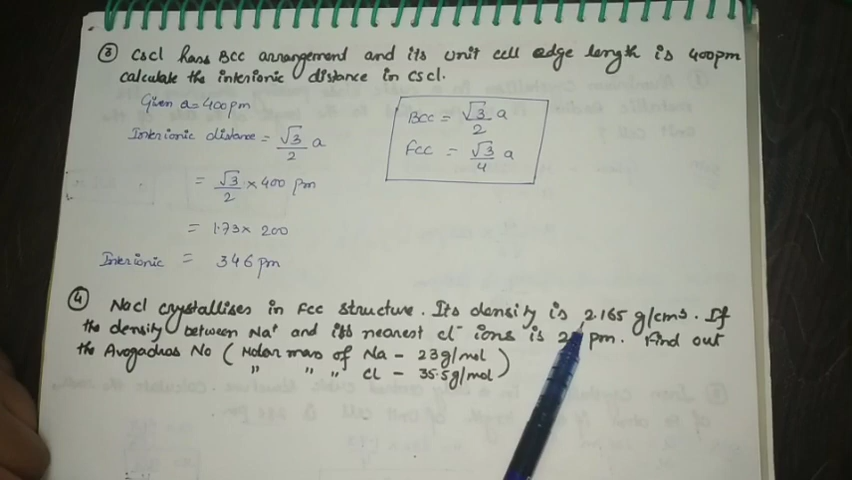 ③ CsCl hass Bcc arrangement and its unit cell edge length is 400pm
calculate the interionic distance in cscl.
Given a=400pm
Interionic distance = √3/2 a
= √3/2 × 400 pm
= 1.73 × 200
Interionic = 346 pm
Bcc = √3/2 a
Fcc = √3/4 a
④ Nacl crystallises in Fcc structure. Its density is 2.165 g/cm3. If
the density between Na⁺ and its nearest cl⁻ ions is pm. Find out
the Avogadros No (Molar mass of Na - 23g/mol)
" " " cl - 35.5g/mol)